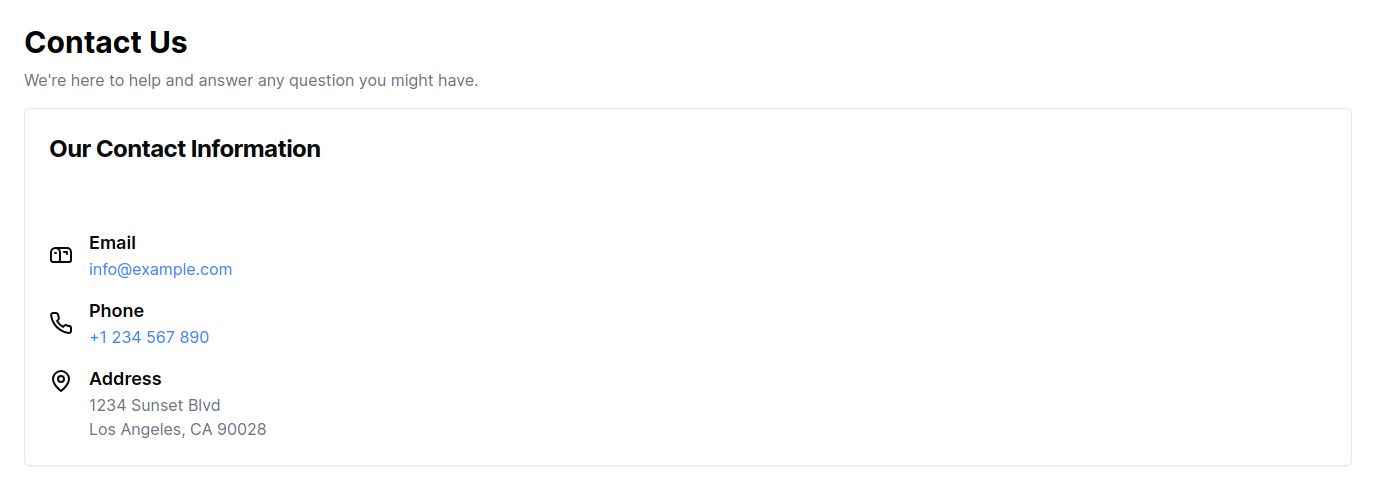 Contact Us
We're here to help and answer any question you might have.
Our Contact Information
Email
info@example.com
Phone
+1 234 567 890
Address
1234 Sunset Blvd
Los Angeles, CA 90028